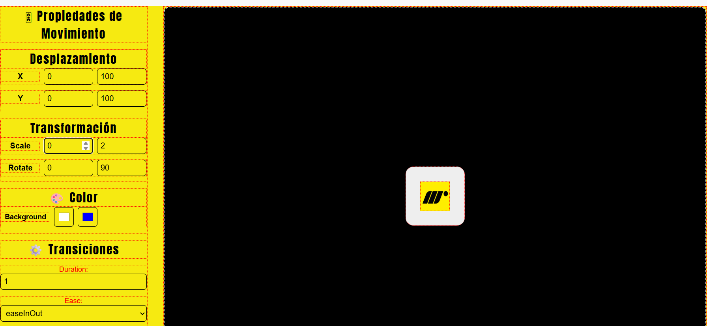 Propledades de
Movimiento
Desplazamiento
X 0 100
Y 0 100
Transformación
Scale 0 2
Rotate 0 90
Color
Background
Transiciones
Duration:
1
Ease:
easeInOut